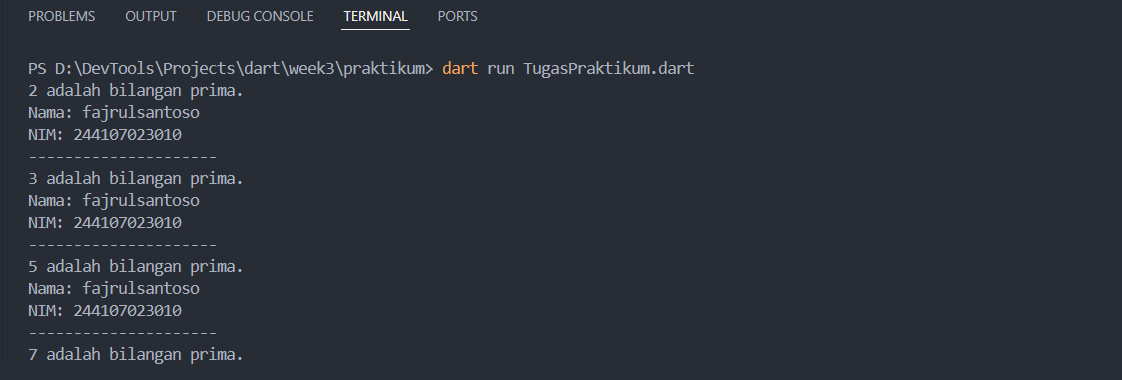 PROBLEMS OUTPUT DEBUG CONSOLE TERMINAL PORTS
PS D:\DevTools\Projects\dart\week3\praktikum> dart run TugasPraktikum.dart
2 adalah bilangan prima.
Nama: fajrulsantoso
NIM: 244107023010
---------------------
3 adalah bilangan prima.
Nama: fajrulsantoso
NIM: 244107023010
---------------------
5 adalah bilangan prima.
Nama: fajrulsantoso
NIM: 244107023010
---------------------
7 adalah bilangan prima.